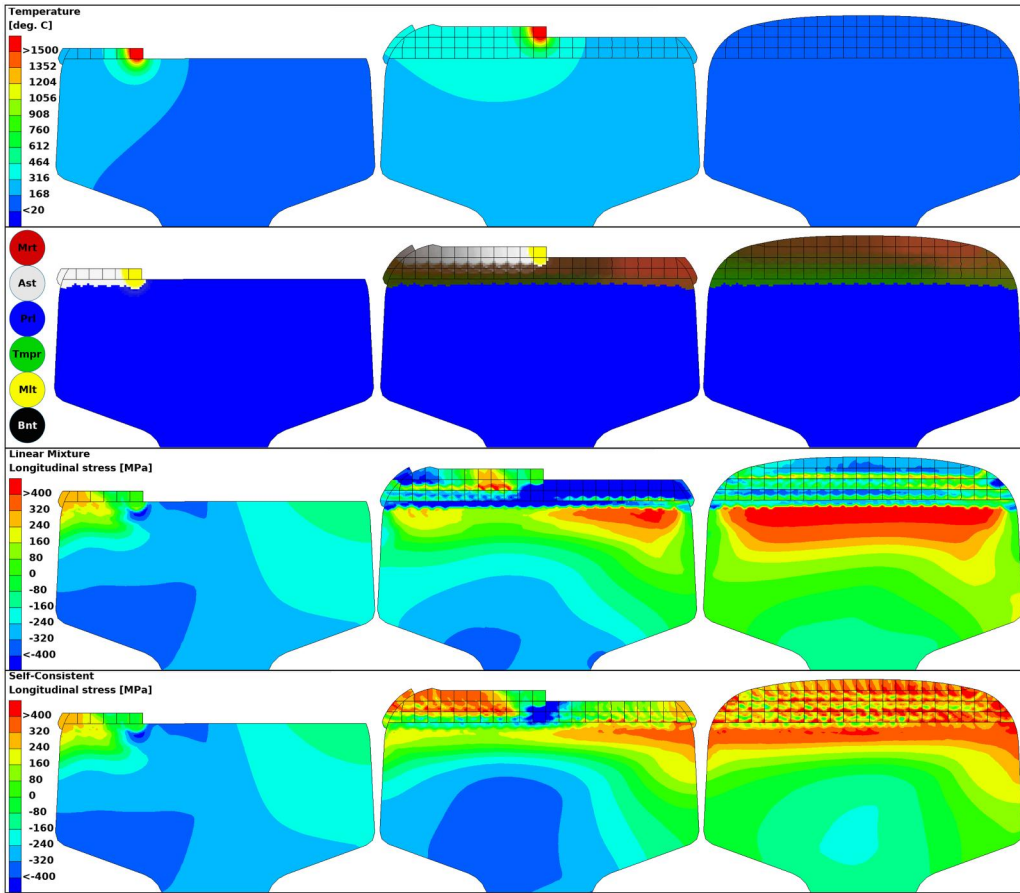 Temperature
[deg. C]
>1500
1352
1204
1056
908
760
612
464
316
168
<20
Mrt
Ast
Prl
Tmpr
Mlt
Bnt
Linear Mixture
Longitudinal stress [MPa]
>400
320
240
160
80
0
-80
-160
-240
-320
<-400
Self-Consistent
Longitudinal stress [MPa]
>400
320
240
160
80
0
-80
-160
-240
-320
<-400